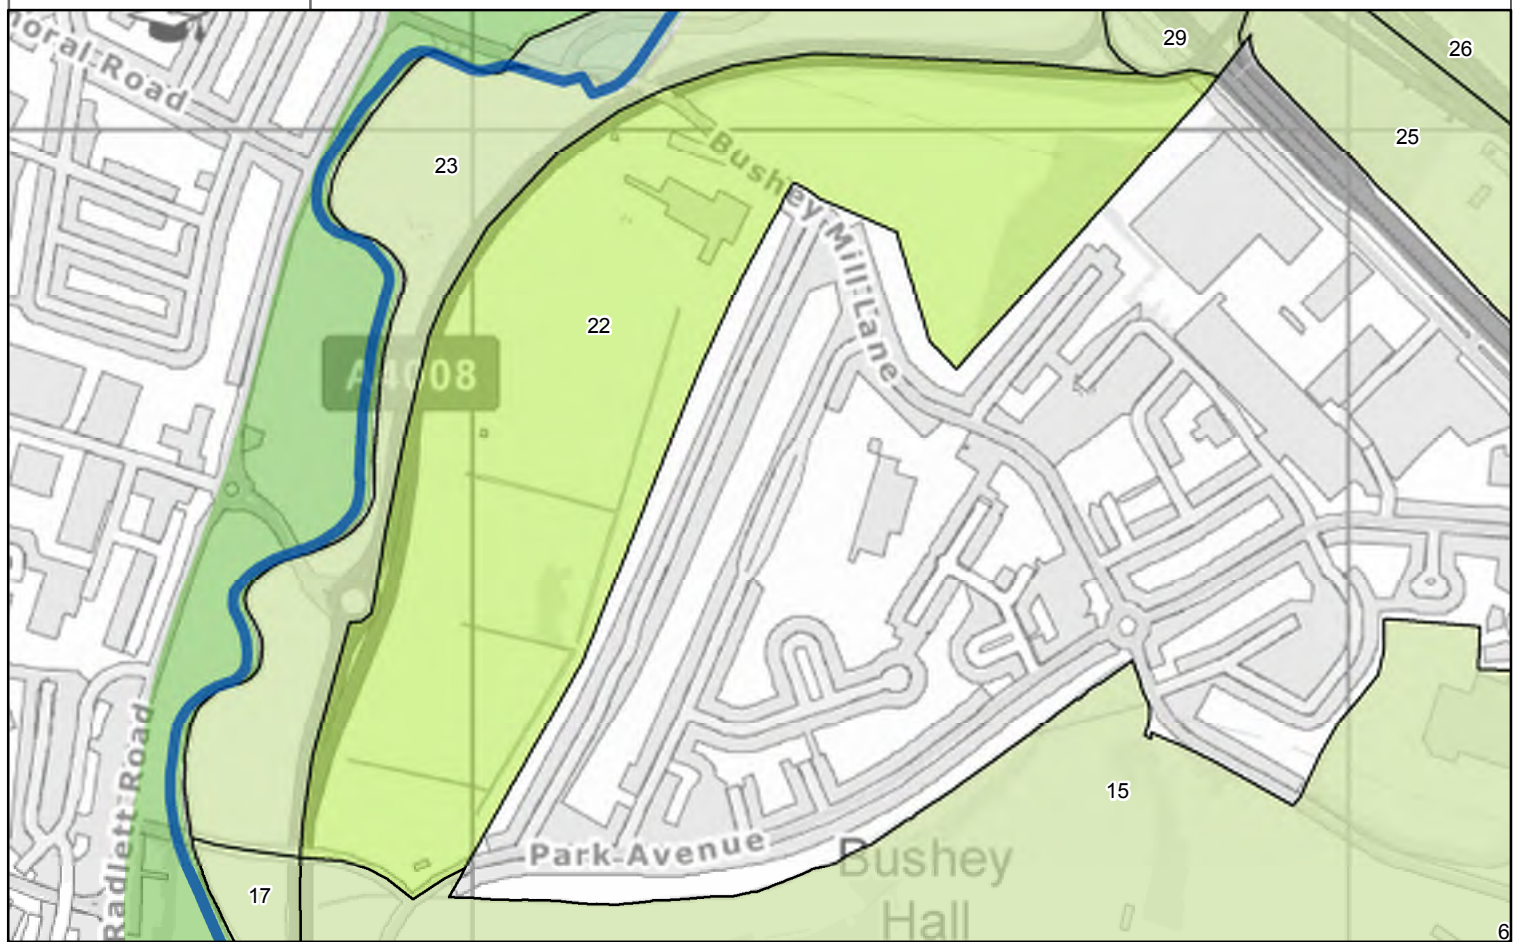 oral Road
29
26
25
23
Bushey Mill Lane
22
A4008
15
Radlett Road
Park Avenue
Bushey
Hall
17
6